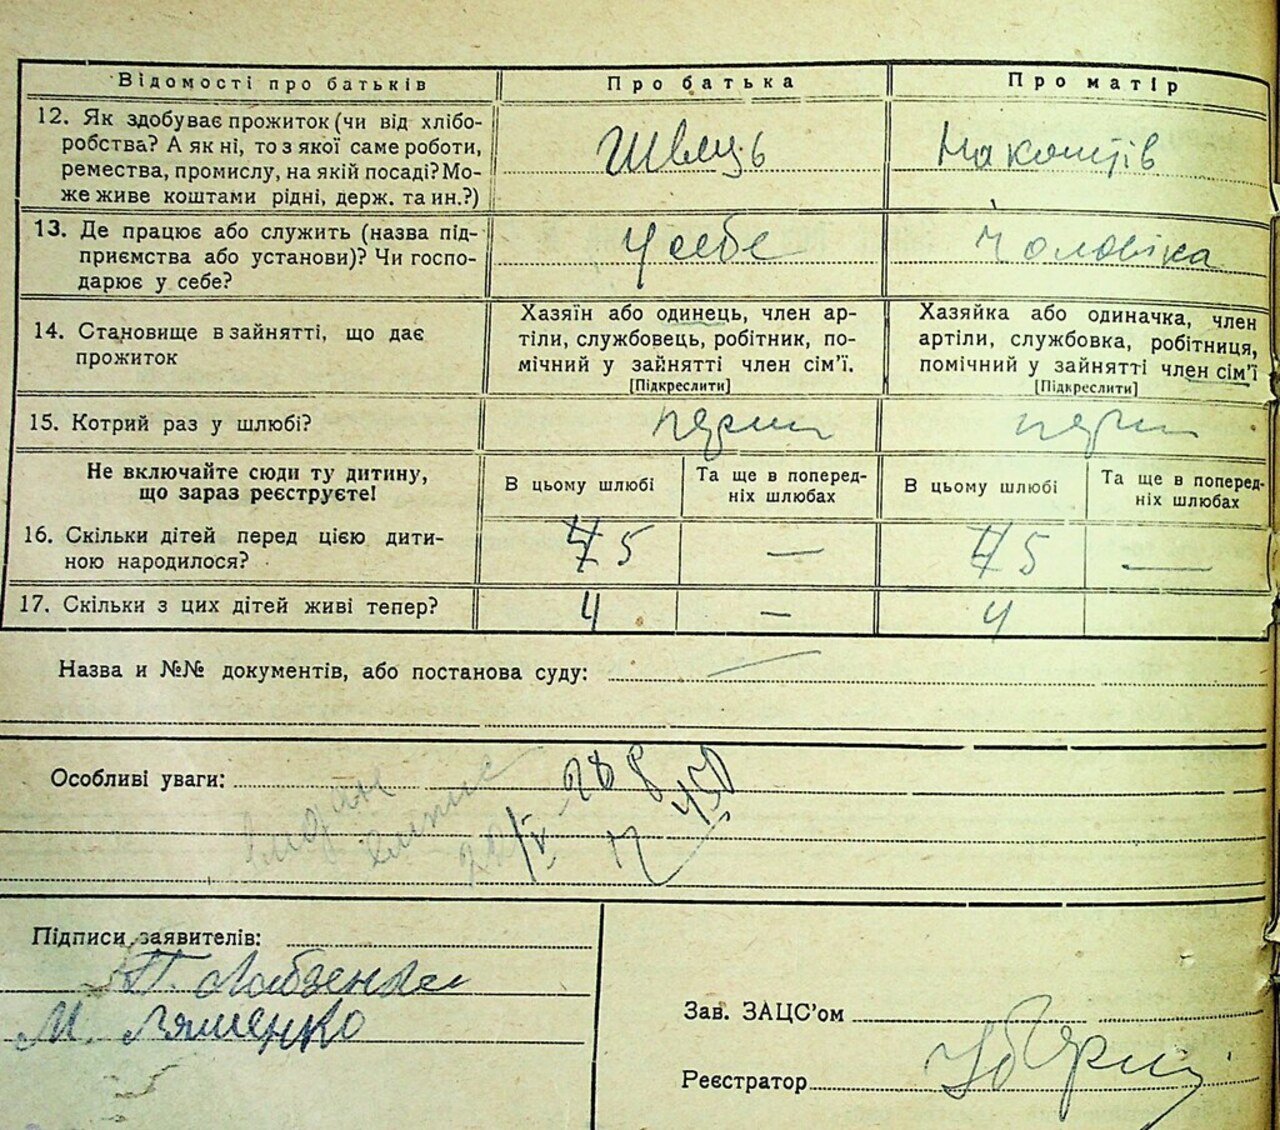 Відомості про батьків Про батька Про матір
12. Як здобуває прожиток (чи від хлібо-
робства? А як ні, то з якої саме роботи,
ремества, промислу, на якій посаді? Мо-
же живе коштами рідні, держ. та ин.?)
Швець
На коштів
13. Де працює або служить (назва під-
приємства або установи)? Чи госпо-
дарює у себе?
У себе
Чоловіка
14. Становище в зайнятті, що дає
прожиток
Хазяїн або одинець, член ар-
тіли, службовець, робітник, по-
мічний у зайнятті член сім'ї.
[Підкреслити]
Хазяйка або одиначка, член
артіли, службовка, робітниця,
помічний у зайнятті член сім'ї
[Підкреслити]
15. Котрий раз у шлюбі?
перш
перш
Не включайте сюди ту дитину,
що зараз реєструєте!
В цьому шлюбі
Та ще в поперед-
ніх шлюбах
В цьому шлюбі
Та ще в поперед-
ніх шлюбах
16. Скільки дітей перед цією дити-
ною народилося?
4 5 — 4 5 —
17. Скільки з цих дітей живі тепер? 4 — 4
Назва и №№ документів, або постанова суду:
Особливі уваги:
Підписи заявителів:
М. Ляшенко
Зав. ЗАЦС'ом
Реєстратор